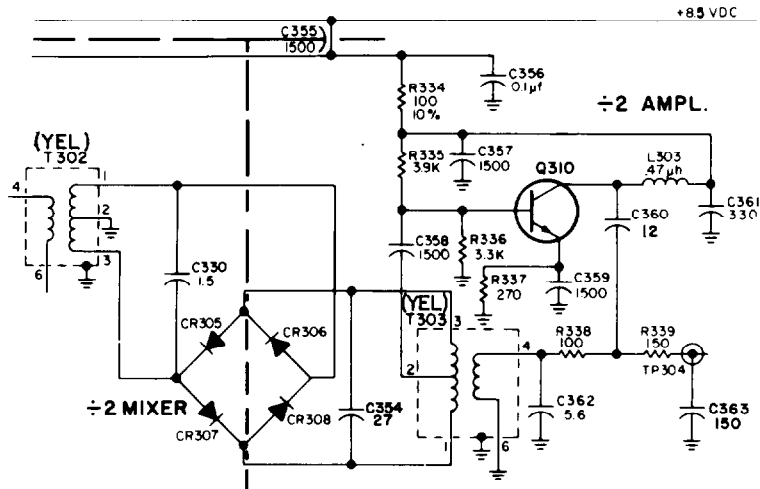 +8.5 VDC
C355
1500
C356
0.1µf
R334
100
10%
÷2 AMPL.
(YEL)
T302
R335
3.9K
C357
1500
Q310
L303
.47µh
4
1
2
3
6
C330
1.5
C358
1500
R336
3.3K
C360
12
C361
330
R337
270
C359
1500
CR305
CR306
(YEL)
T303
3
4
2
1
6
R338
100
R339
150
TP304
÷2 MIXER
CR307
CR308
C354
27
C362
5.6
C363
150